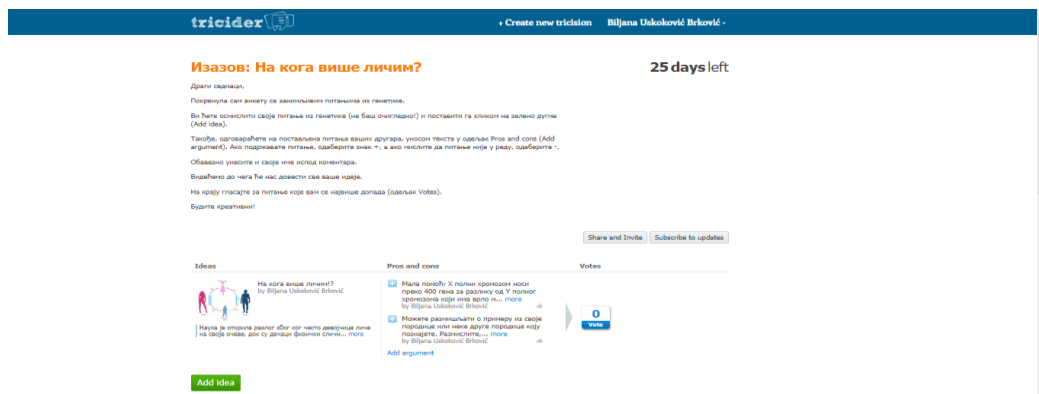 tricider
+ Create new tricision Biljana Uskoković Brković -
Изазов: На кога више личим?
25 days left
Драги седмаци,
Покренула сам анкету са занимљивим питањима из генетике.
Ви ћете осмислити своја питање из генетике (не баш очигледно!) и поставити га кликом на зелено дугме
(Add idea).
Такође, одговараћете на постављена питања ваших другара, уносом текста у одељак Pros and cons (Add
argument). Ако подржавате питање, одаберите знак +, а ако мислите да питање није у реду, одаберите -.
Обавезно унесите и своје име испод коментара.
Видећемо до чега ће нас довести све ваше идеје.
На крају гласајте за питање које вам се највише допада (одељак Votes).
Будите креативни!
Share and Invite Subscribe to updates
Ideas Pros and cons Votes
На кога више личим!?
by Biljana Uskoković Brković
Наука је открила разлог због ког често девојчице личе
на своје очеве, док су дечаци физички сличн... more
Мала помоћ: X полни хромозом носи
преко 400 гена за разлику од Y полног
хромозома који има врло м... more
by Biljana Uskoković Brković
Можете размишљати о примеру из своје
породице или неке друге породице коју
познајете. Размислите,... more
by Biljana Uskoković Brković
Add argument
0
Vote
Add idea